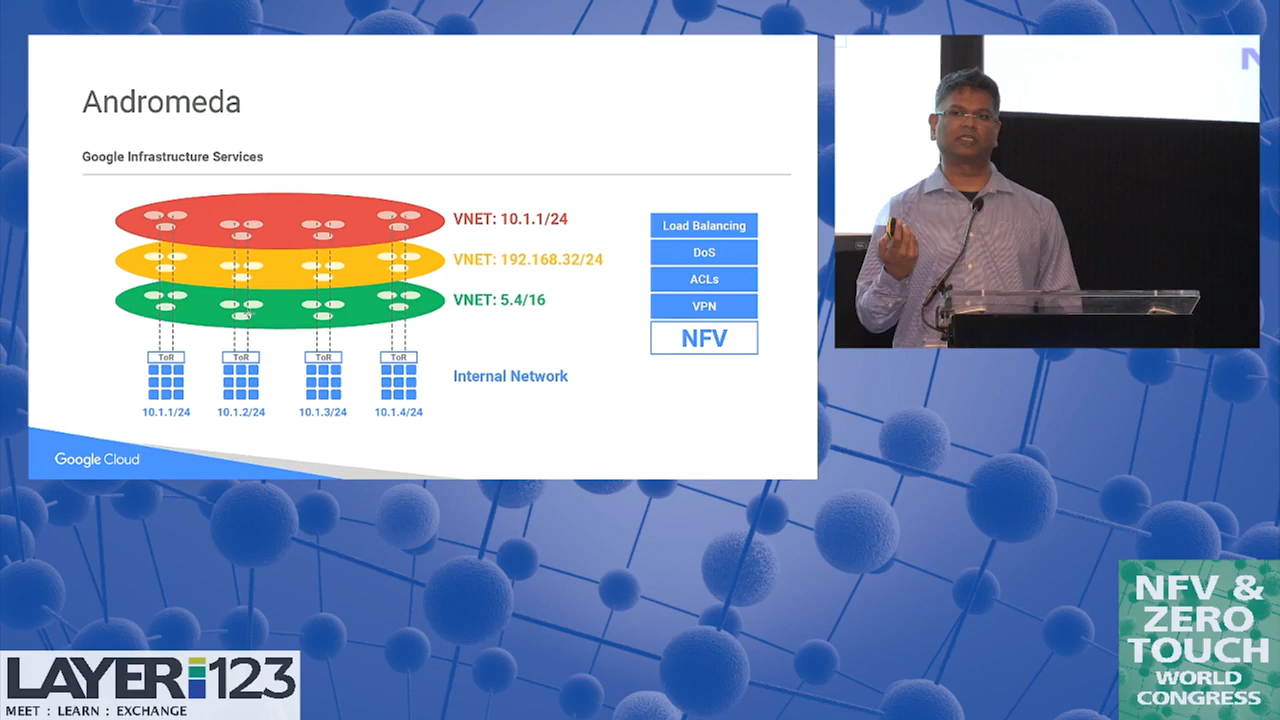 Andromeda
Google Infrastructure Services
VNET: 10.1.1/24
VNET: 192.168.32/24
VNET: 5.4/16
Load Balancing
DoS
ACLs
VPN
NFV
ToR ToR ToR ToR
Internal Network
10.1.1/24 10.1.2/24 10.1.3/24 10.1.4/24
Google Cloud
N
LAYER123
MEET : LEARN : EXCHANGE
NFV &
ZERO
TOUCH
WORLD
CONGRESS